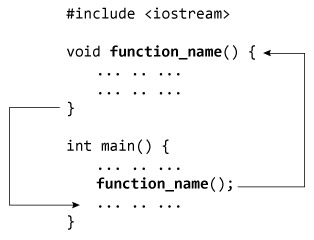 #include <iostream>
void function_name() {
... .. ...
... .. ...
}
int main() {
... .. ...
function_name();
... .. ...
}